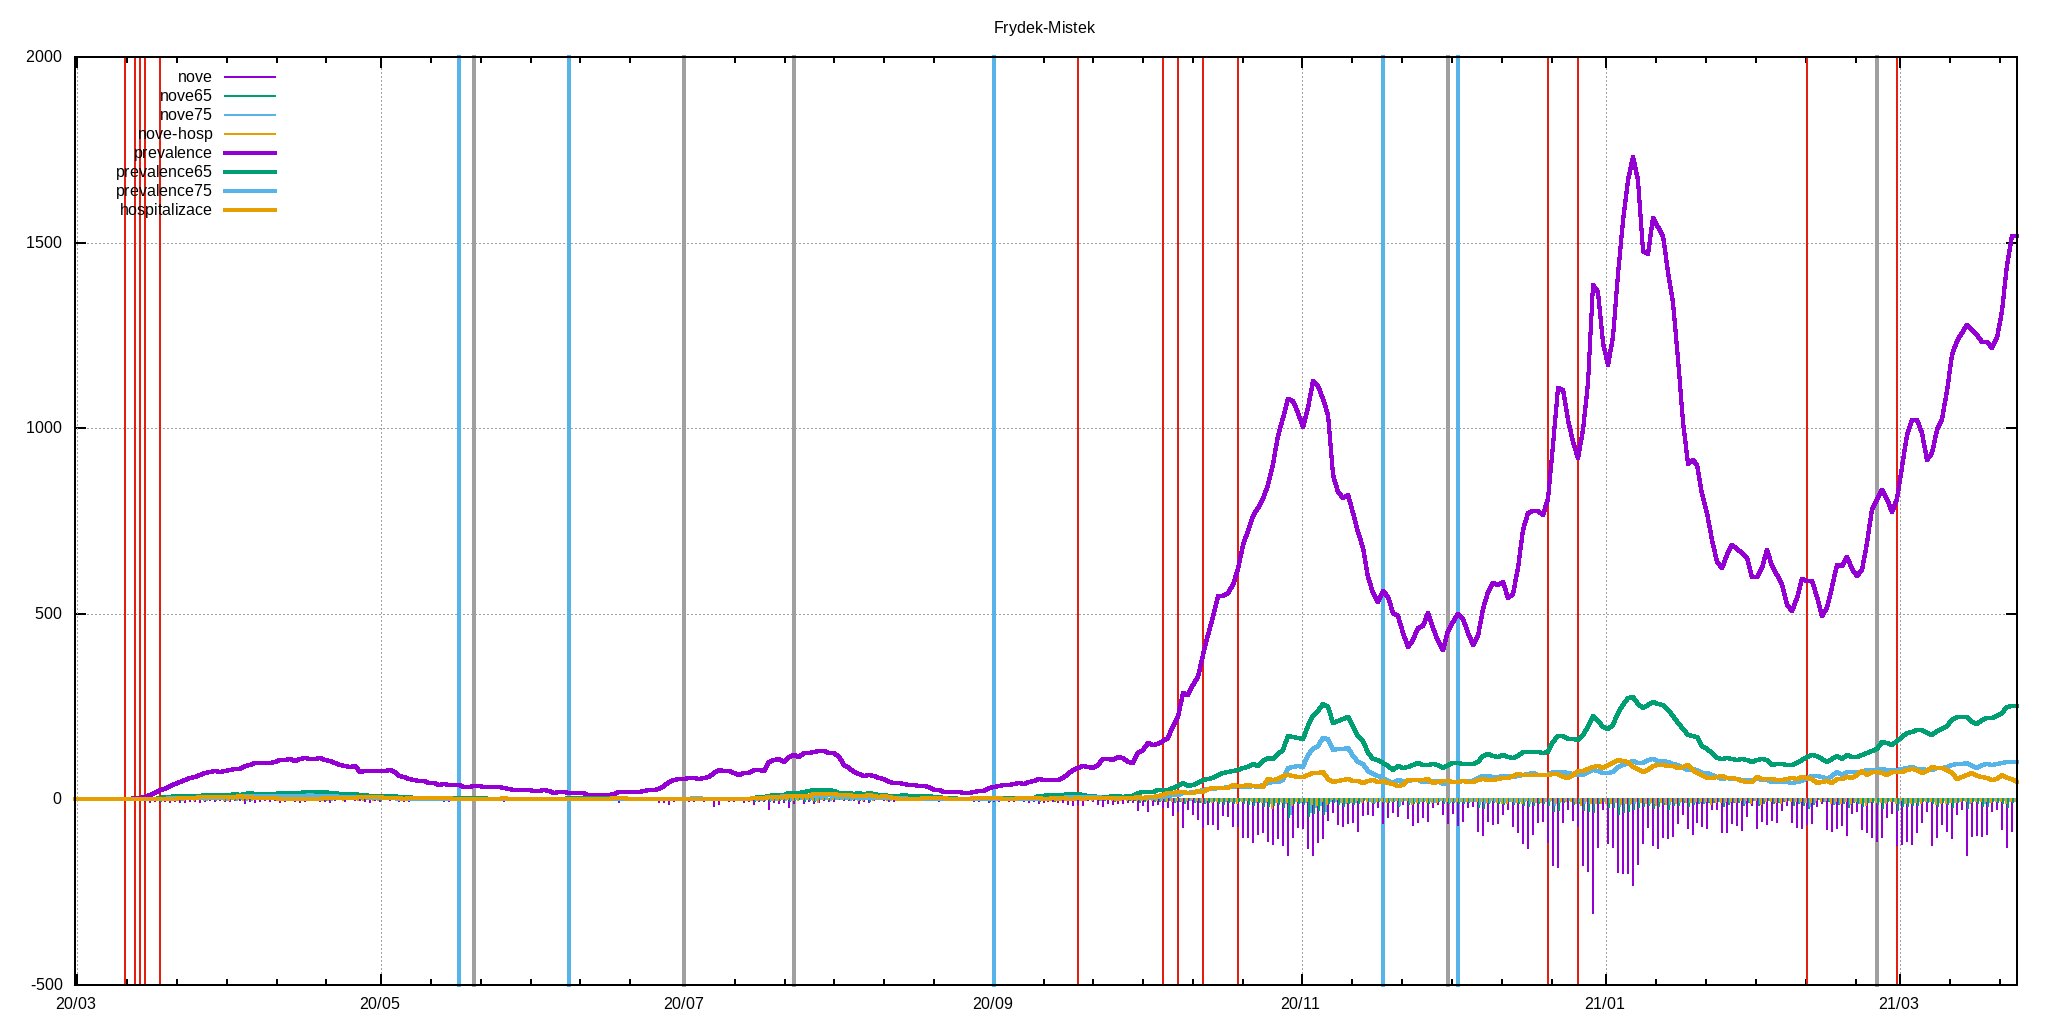 Frydek-Mistek
2000
nove
nove65
nove75
nove-hosp
prevalence
prevalence65
prevalence75
hospitalizace
1500
1000
500
0
-500
20/03 20/05 20/07 20/09 20/11 21/01 21/03